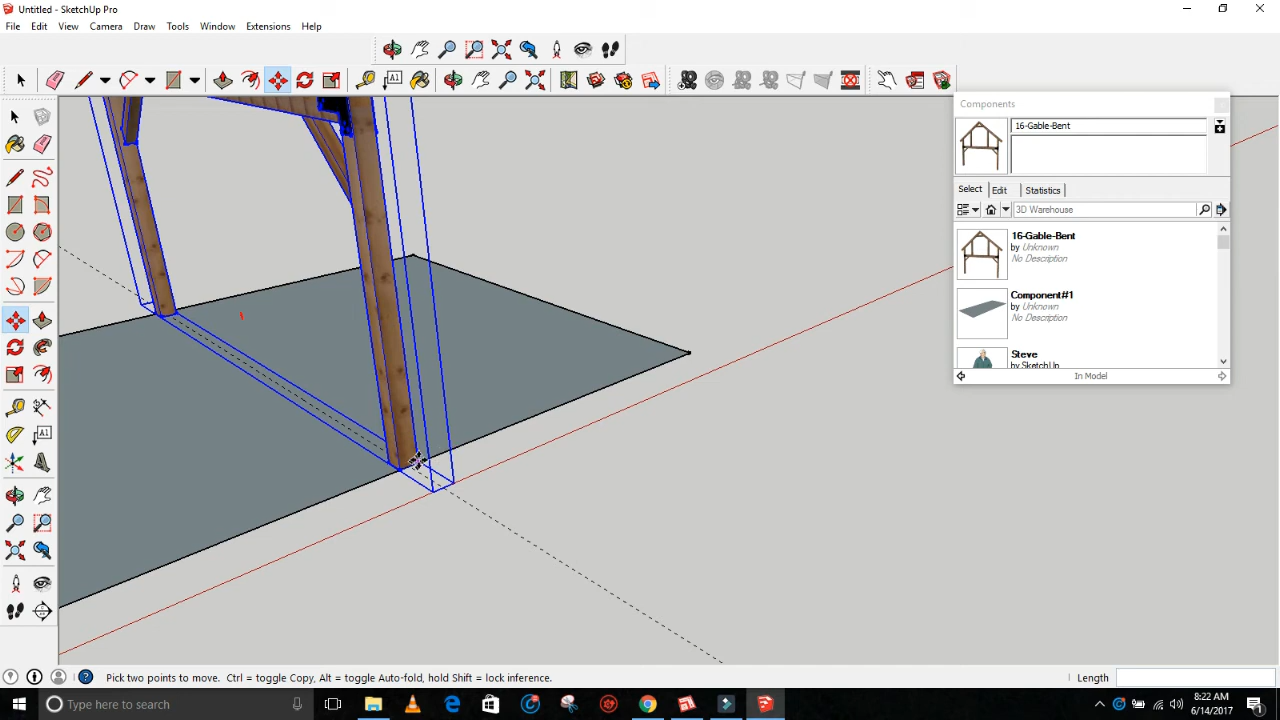 Untitled - SketchUp Pro
File Edit View Camera Draw Tools Window Extensions Help
A1
Components
16-Gable-Bent
Select Edit Statistics
3D Warehouse
16-Gable-Bent
by Unknown
No Description
Component#1
by Unknown
No Description
Steve
by SketchUp
In Model
A1
Pick two points to move. Ctrl = toggle Copy, Alt = toggle Auto-fold, hold Shift = lock inference.
Length
Type here to search
8:22 AM
6/14/2017